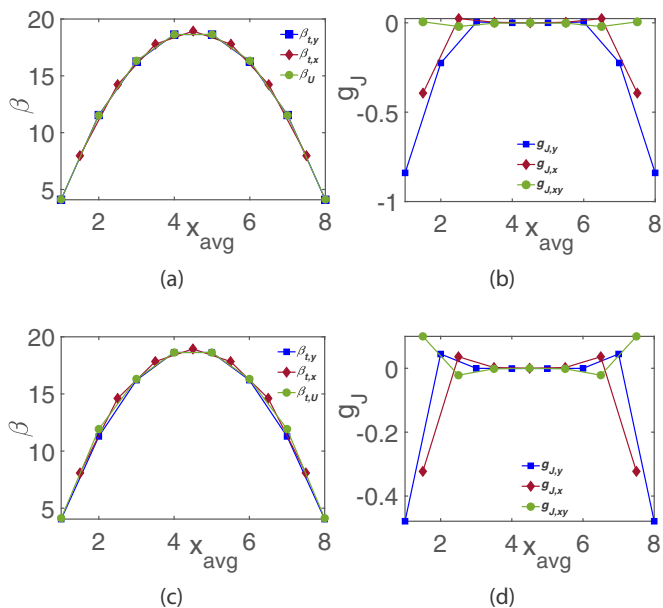 20
15
10
5
β
2 4 6 8
x_avg
β_t,y
β_t,x
β_U
(a)
0
-0.5
-1
g_J
2 4 6 8
x_avg
g_J,y
g_J,x
g_J,xy
(b)
20
15
10
5
β
2 4 6 8
x_avg
β_t,y
β_t,x
β_t,U
(c)
0
-0.2
-0.4
g_J
2 4 6 8
x_avg
g_J,y
g_J,x
g_J,xy
(d)